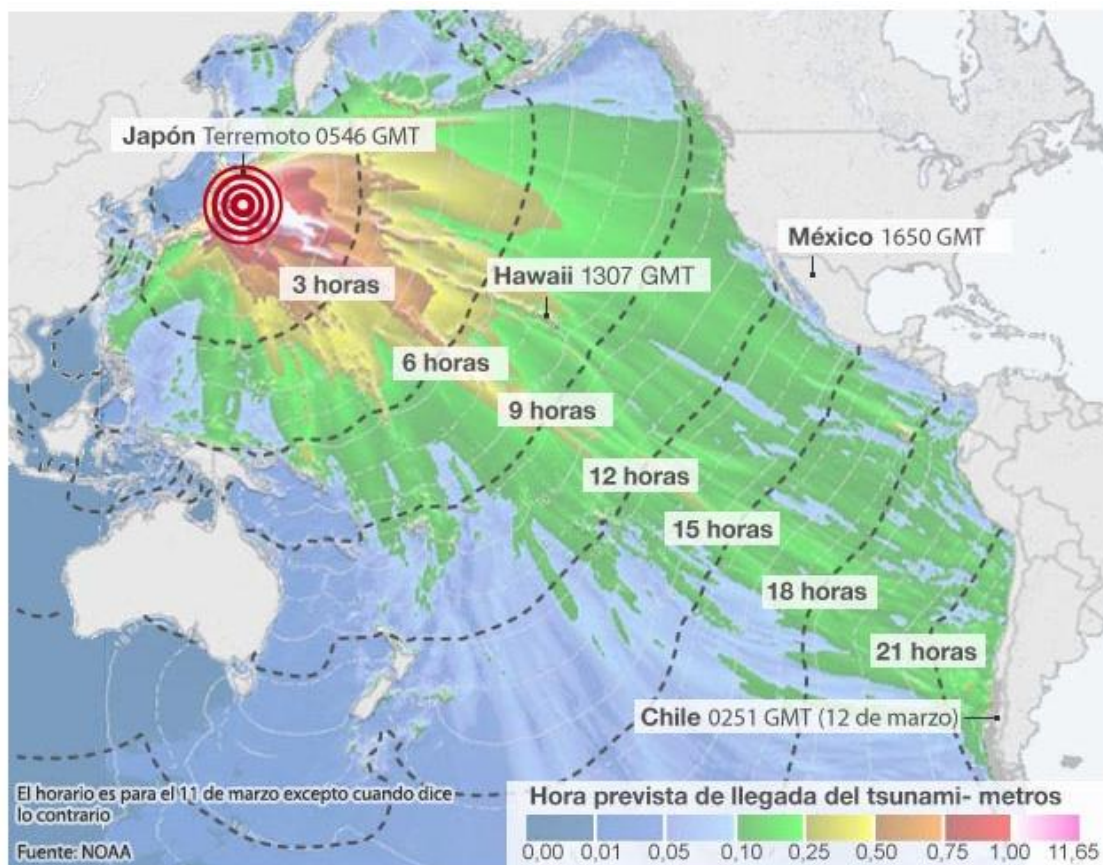 Japón Terremoto 0546 GMT
México 1650 GMT
Hawaii 1307 GMT
3 horas
6 horas
9 horas
12 horas
15 horas
18 horas
21 horas
Chile 0251 GMT (12 de marzo)
El horario es para el 11 de marzo excepto cuando dice
lo contrario
Fuente: NOAA
Hora prevista de llegada del tsunami- metros
0,00 0,01 0,05 0,10 0,25 0,50 0,75 1,00 11,65